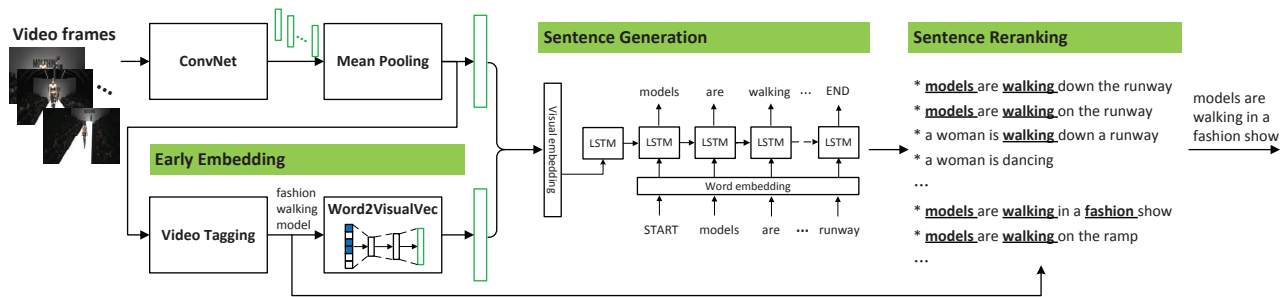 Video frames
ConvNet
Mean Pooling
Early Embedding
Video Tagging
fashion
walking
model
Word2VisualVec
Sentence Generation
Visual embedding
models are walking ... END
LSTM LSTM LSTM LSTM LSTM
Word embedding
START models are ... runway
Sentence Reranking
* models are walking down the runway
* models are walking on the runway
* a woman is walking down a runway
* a woman is dancing
...
* models are walking in a fashion show
* models are walking on the ramp
...
models are
walking in a
fashion show